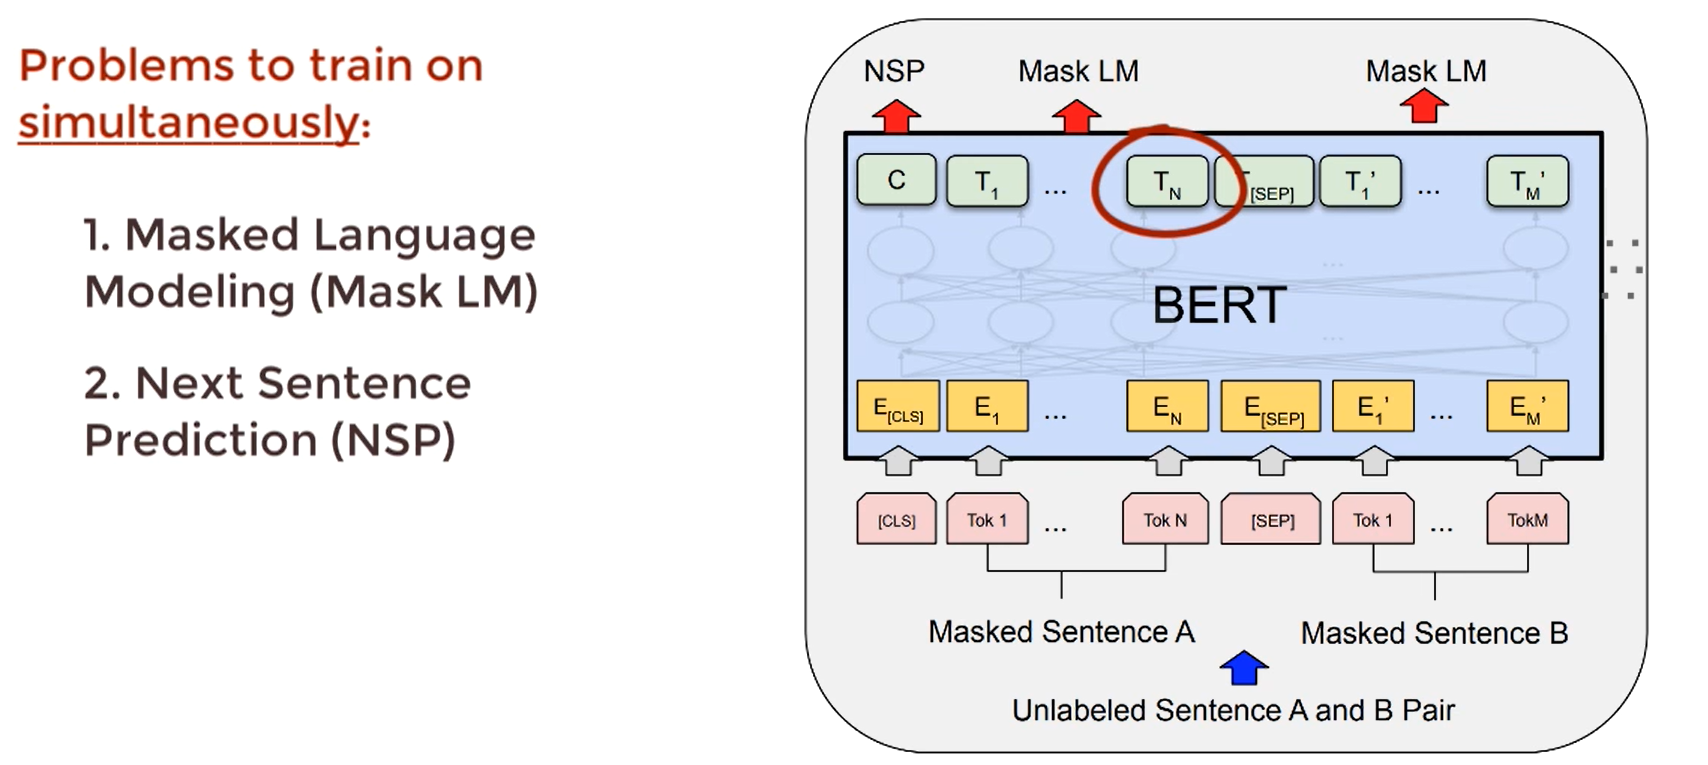 Problems to train on
simultaneously:
1. Masked Language
Modeling (Mask LM)
2. Next Sentence
Prediction (NSP)
NSP Mask LM Mask LM
C T1 ... TN T[SEP] T1’ ... TM’
...
BERT
...
E[CLS] E1 ... EN E[SEP] E1’ ... EM’
[CLS] Tok 1 ... Tok N [SEP] Tok 1 ... TokM
Masked Sentence A Masked Sentence B
Unlabeled Sentence A and B Pair